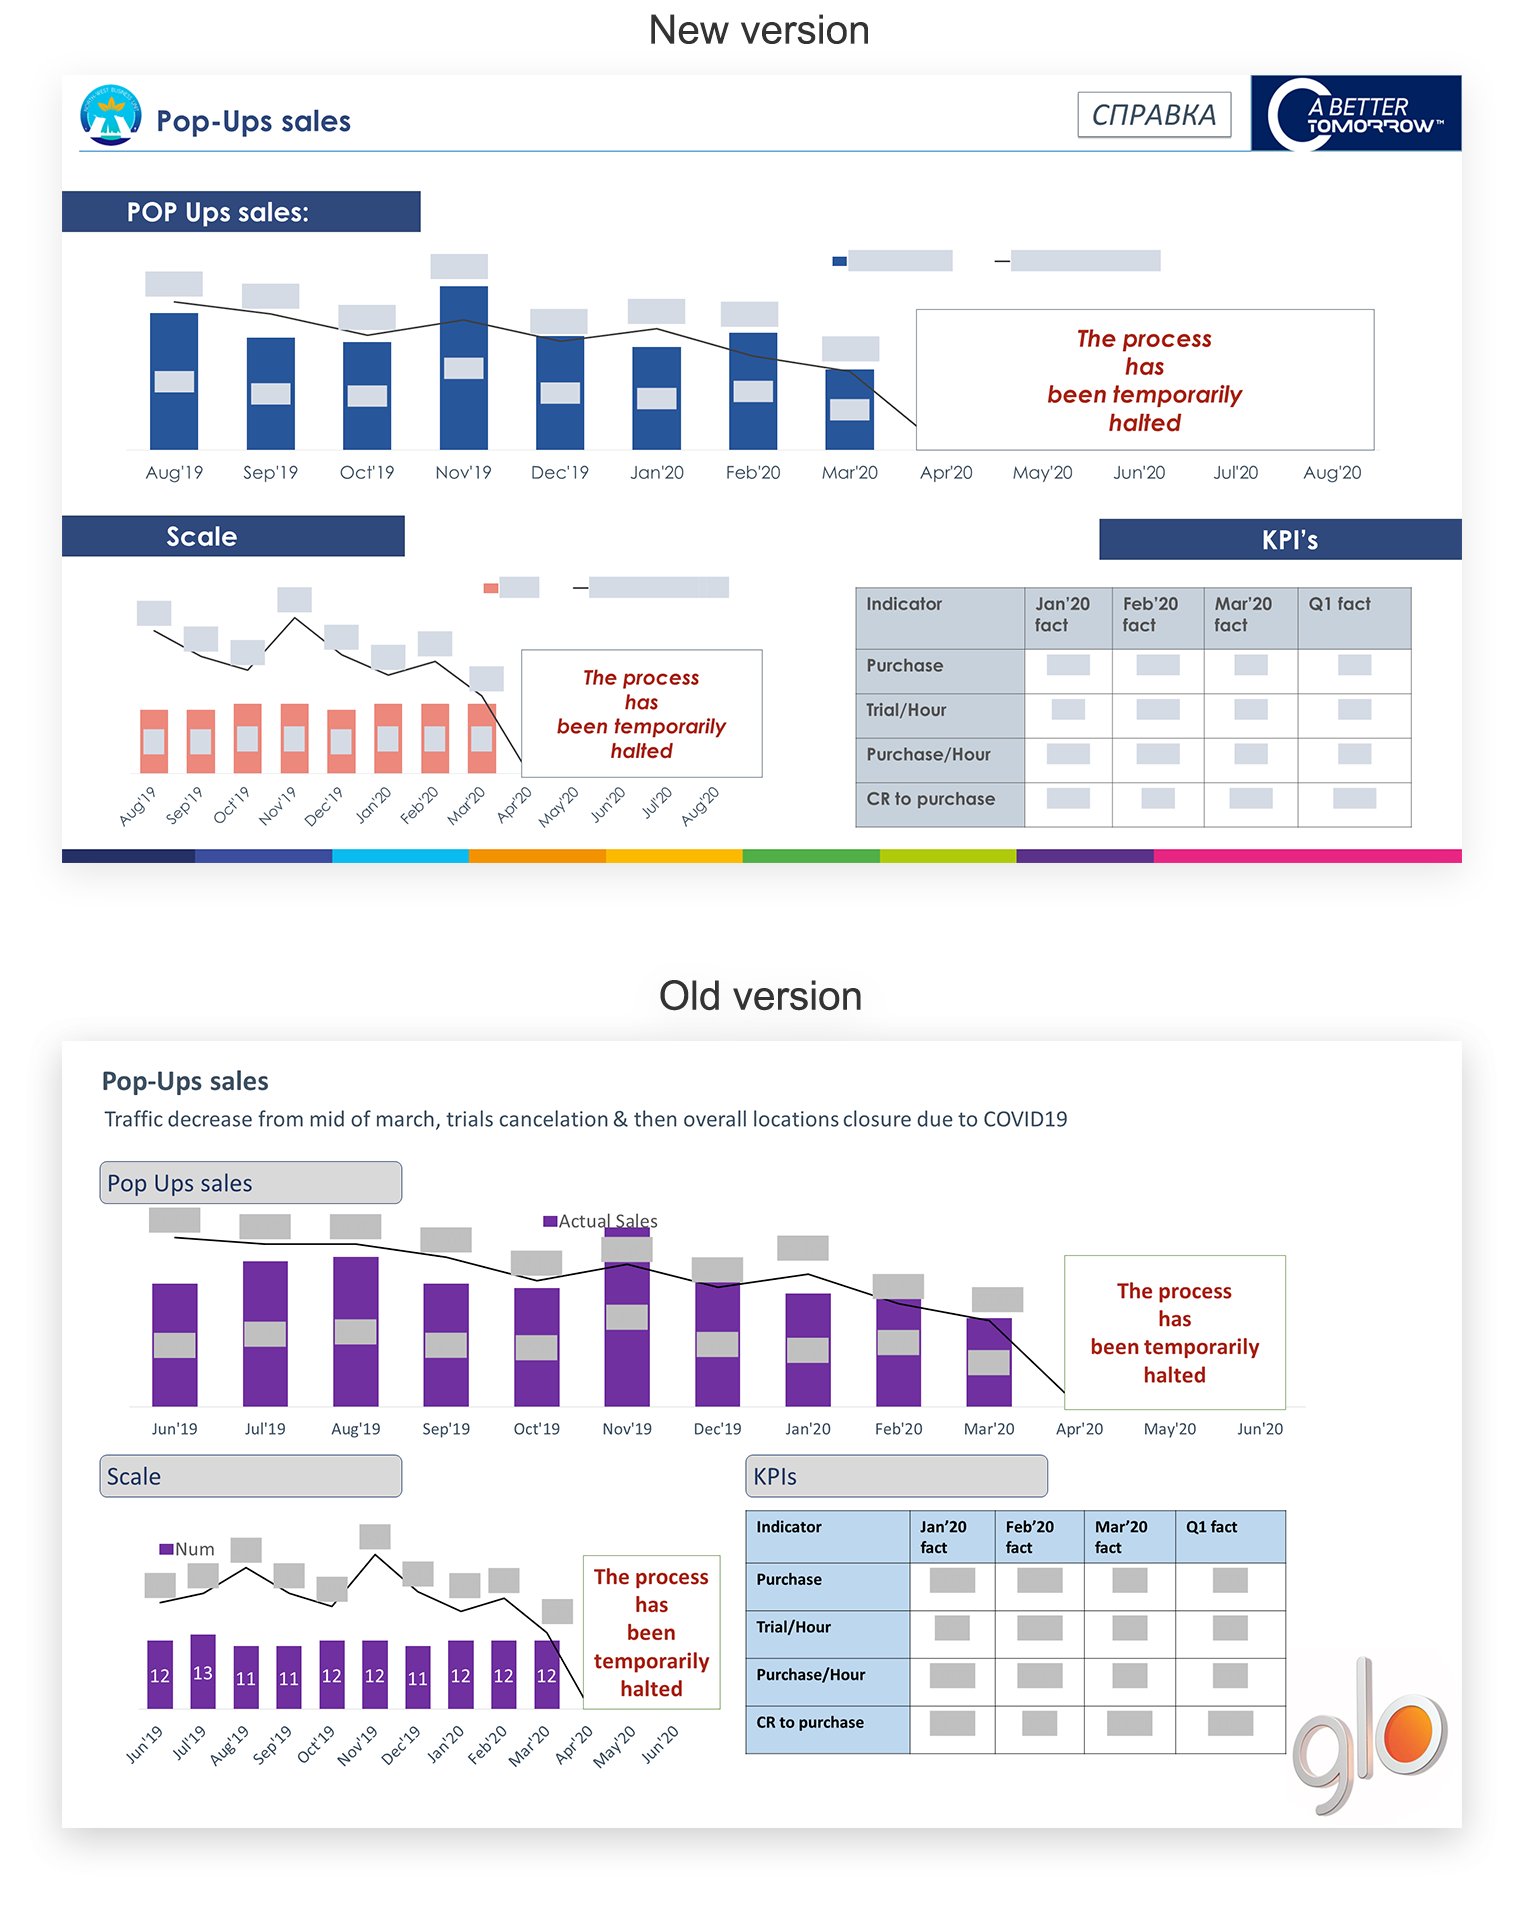 New version
Pop-Ups sales
СПРАВКА
A BETTER
TOMORROW™
NORTH WEST BUSINESS UNIT
POP Ups sales:
The process
has
been temporarily
halted
Aug'19 Sep'19 Oct'19 Nov'19 Dec'19 Jan'20 Feb'20 Mar'20 Apr'20 May'20 Jun'20 Jul'20 Aug'20
Scale
KPI’s
The process
has
been temporarily
halted
Aug'19 Sep'19 Oct'19 Nov'19 Dec'19 Jan'20 Feb'20 Mar'20 Apr'20 May'20 Jun'20 Jul'20 Aug'20
Indicator Jan’20 Feb’20 Mar’20 Q1 fact
fact fact fact
Purchase
Trial/Hour
Purchase/Hour
CR to purchase
Old version
Pop-Ups sales
Traffic decrease from mid of march, trials cancelation & then overall locations closure due to COVID19
Pop Ups sales
Actual Sales
The process
has
been temporarily
halted
Jun'19 Jul'19 Aug'19 Sep'19 Oct'19 Nov'19 Dec'19 Jan'20 Feb'20 Mar'20 Apr'20 May'20 Jun'20
Scale
KPIs
Num
The process
has
been
temporarily
halted
12 13 11 11 12 12 11 12 12 12
Jun'19 Jul'19 Aug'19 Sep'19 Oct'19 Nov'19 Dec'19 Jan'20 Feb'20 Mar'20 Apr'20 May'20 Jun'20
Indicator Jan’20 Feb’20 Mar’20 Q1 fact
fact fact fact
Purchase
Trial/Hour
Purchase/Hour
CR to purchase
glo